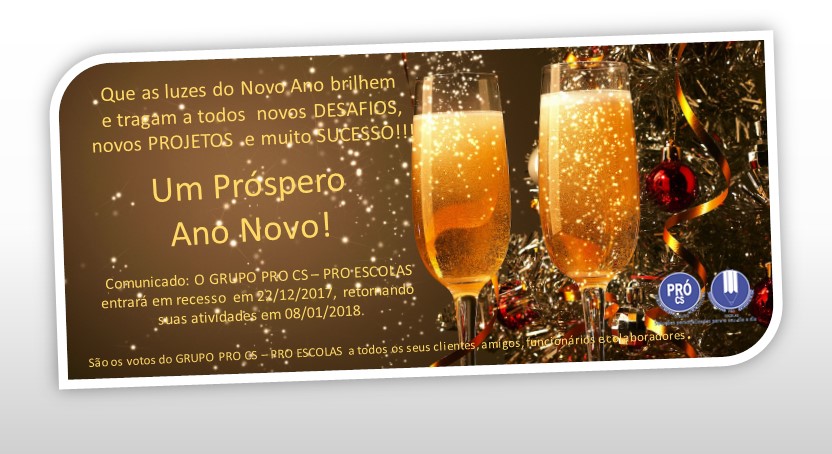 Que as luzes do Novo Ano brilhem
e tragam a todos novos DESAFIOS,
novos PROJETOS e muito SUCESSO!!!
Um Próspero
Ano Novo!
Comunicado: O GRUPO PRO CS – PRO ESCOLAS
entrará em recesso em 22/12/2017, retornando
suas atividades em 08/01/2018.
PRÓ
CS
São os votos do GRUPO PRO CS – PRO ESCOLAS a todos os seus clientes, amigos, funcionários e colaboradores